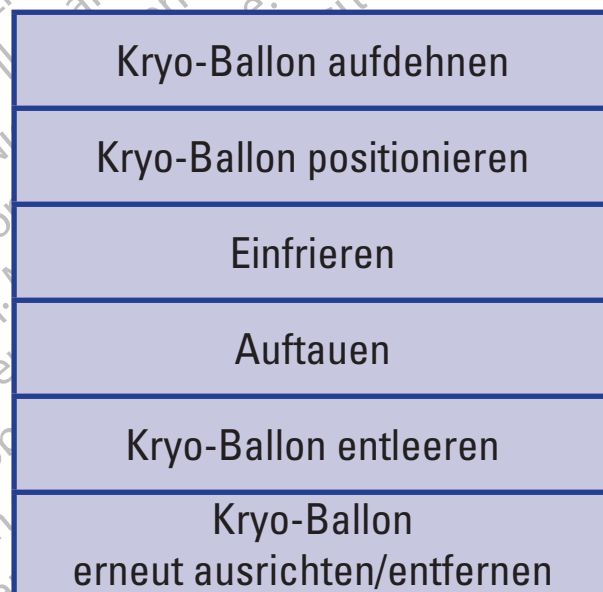 Kryo-Ballon aufdehnen
Kryo-Ballon positionieren
Einfrieren
Auftauen
Kryo-Ballon entleeren
Kryo-Ballon
erneut ausrichten/entfernen